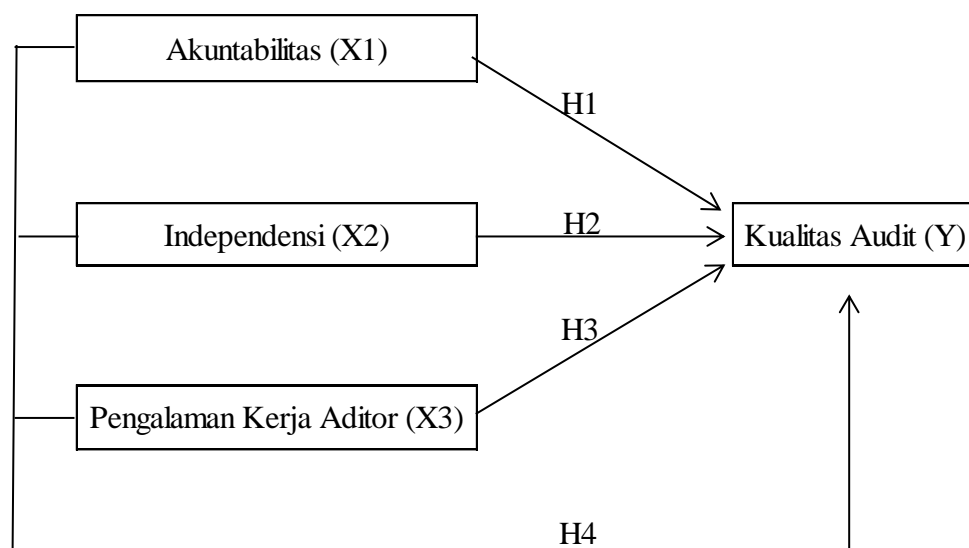 Akuntabilitas (X1)
H1
Independensi (X2)
H2
Kualitas Audit (Y)
H3
Pengalaman Kerja Aditor (X3)
H4